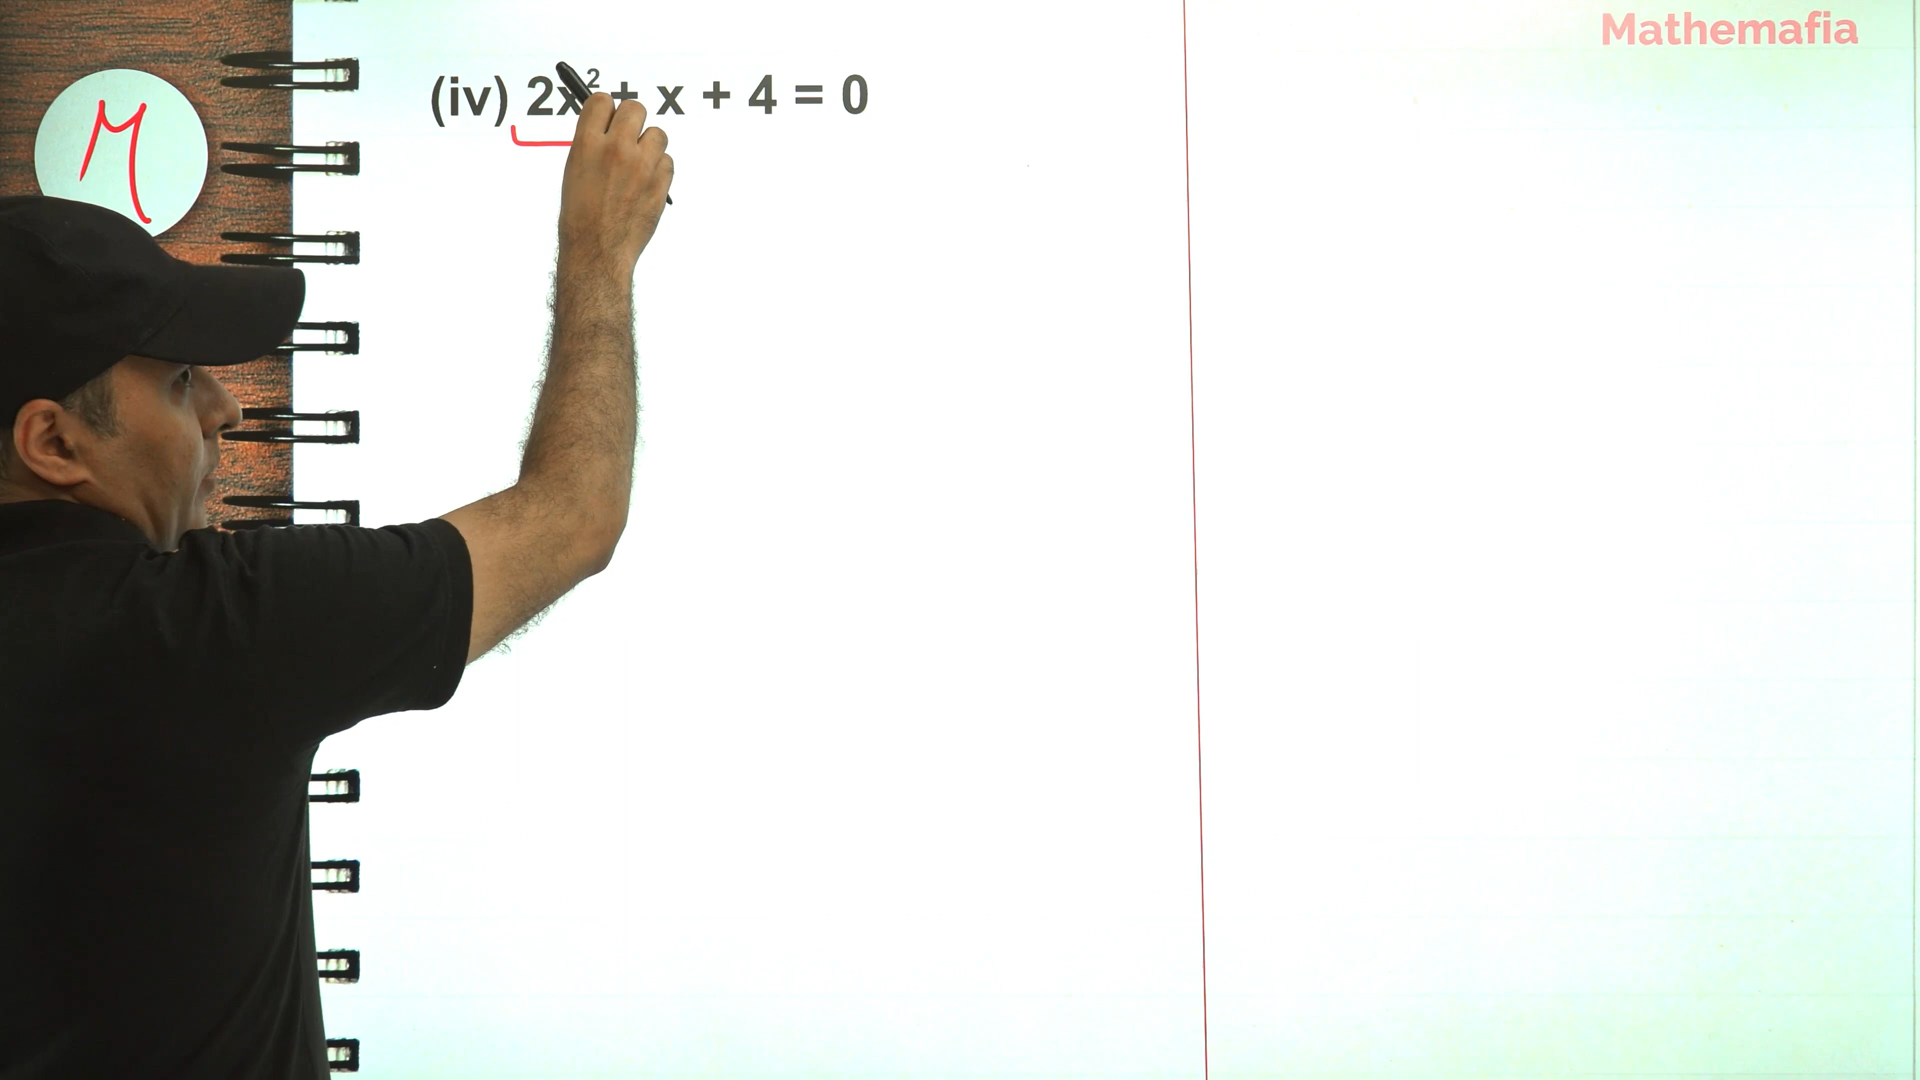 Mathemafia
M
(iv) 2x² + x + 4 = 0